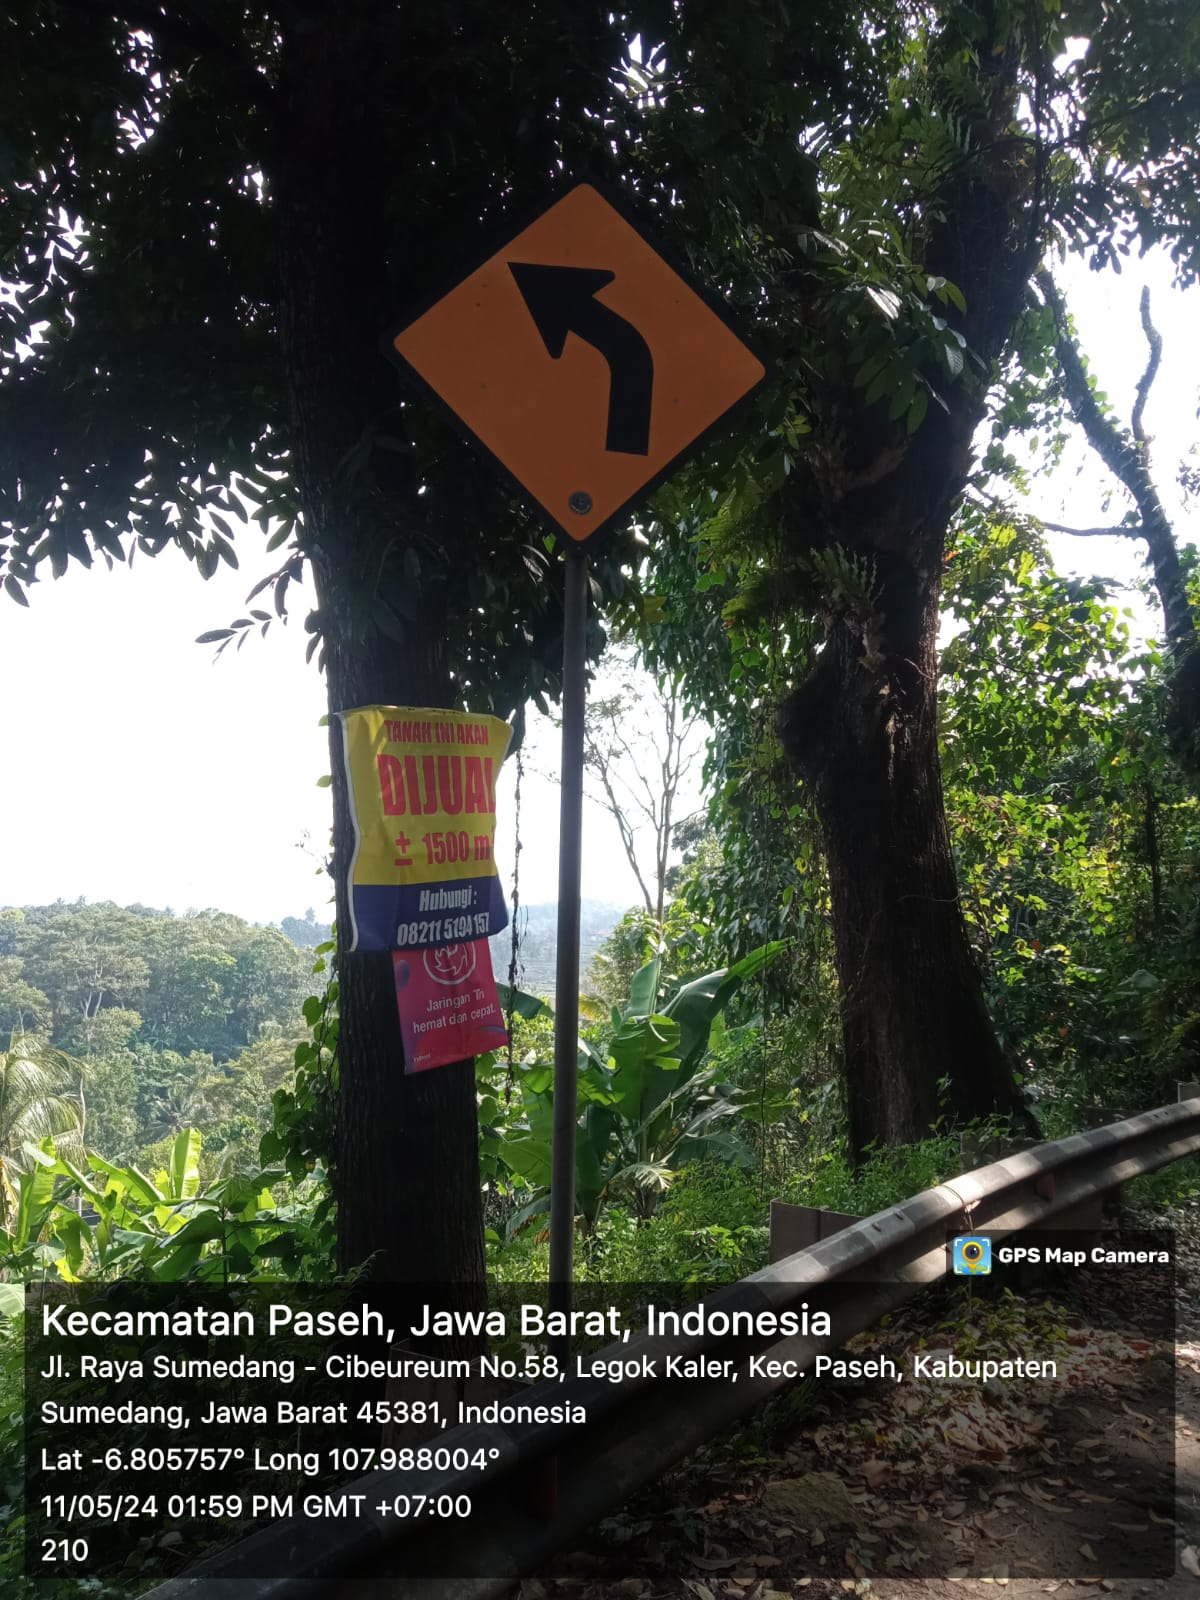 TANAH INI AKAN
DIJUAL
± 1500 m
Hubungi :
08211 5194 157
Jaringan Tri
hemat dan cepat.
GPS Map Camera
Kecamatan Paseh, Jawa Barat, Indonesia
Jl. Raya Sumedang - Cibeureum No.58, Legok Kaler, Kec. Paseh, Kabupaten
Sumedang, Jawa Barat 45381, Indonesia
Lat -6.805757° Long 107.988004°
11/05/24 01:59 PM GMT +07:00
210